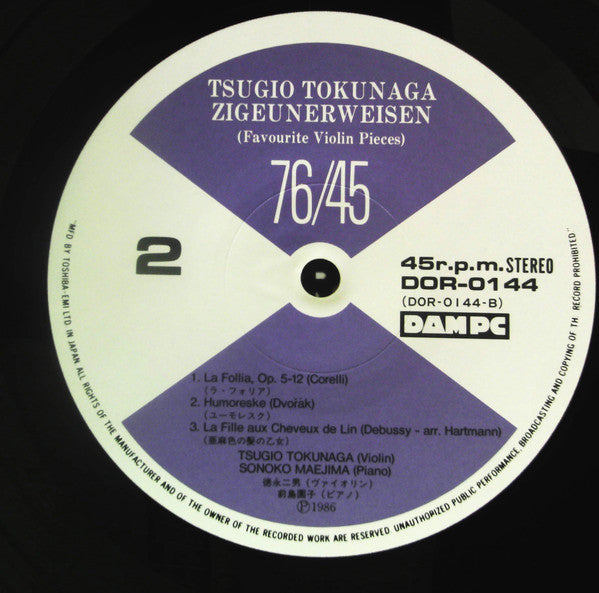 TSUGIO TOKUNAGA
ZIGEUNERWEISEN
(Favourite Violin Pieces)
76/45
2
45r.p.m. STEREO
DOR-0144
(DOR-0144-B)
DAM PC
1. La Follia, Op. 5-12 (Corelli)
(ラ・フォリア)
2. Humoreske (Dvořák)
(ユーモレスク)
3. La Fille aux Cheveux de Lin (Debussy - arr. Hartmann)
(亜麻色の髪の乙女)
TSUGIO TOKUNAGA (Violin)
SONOKO MAEJIMA (Piano)
徳永二男 (ヴァイオリン)
前島園子 (ピアノ)
Ⓟ1986
"MF'D BY TOSHIBA-EMI LTD. IN JAPAN. ALL RIGHTS OF THE MANUFACTURER AND OF THE OWNER OF THE RECORDED WORK ARE RESERVED UNAUTHORIZED PUBLIC PERFORMANCE, BROADCASTING AND COPYING OF TH. RECORD PROHIBITED"